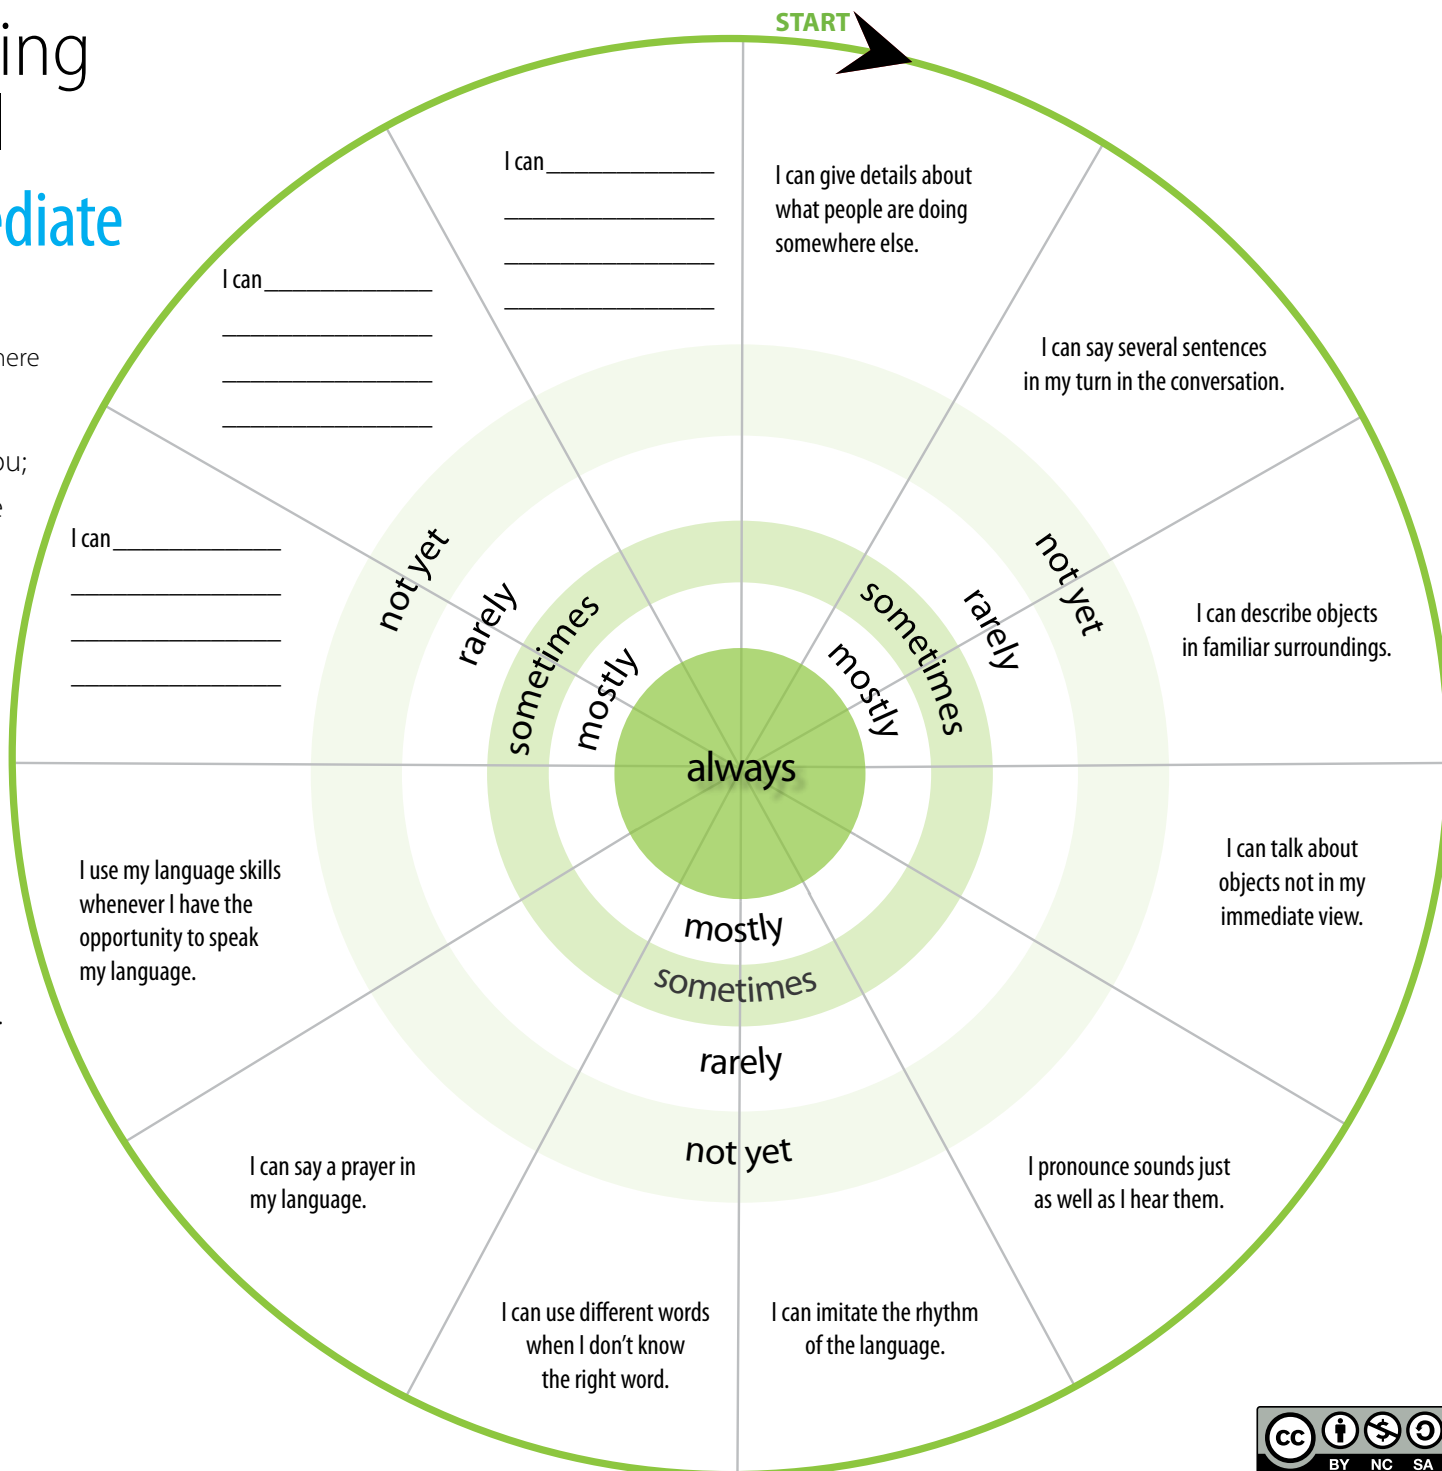 START
I can give details about
what people are doing
somewhere else.
I can say several sentences
in my turn in the conversation.
I can describe objects
in familiar surroundings.
I can talk about
objects not in my
immediate view.
I pronounce sounds just
as well as I hear them.
I can imitate the rhythm
of the language.
I can use different words
when I don't know
the right word.
I can say a prayer in
my language.
I use my language skills
whenever I have the
opportunity to speak
my language.
I can
I can
I can
not yet
rarely
sometimes
mostly
always
mostly
sometimes
rarely
not yet
mostly
sometimes
rarely
not yet
cc
BY NC SA